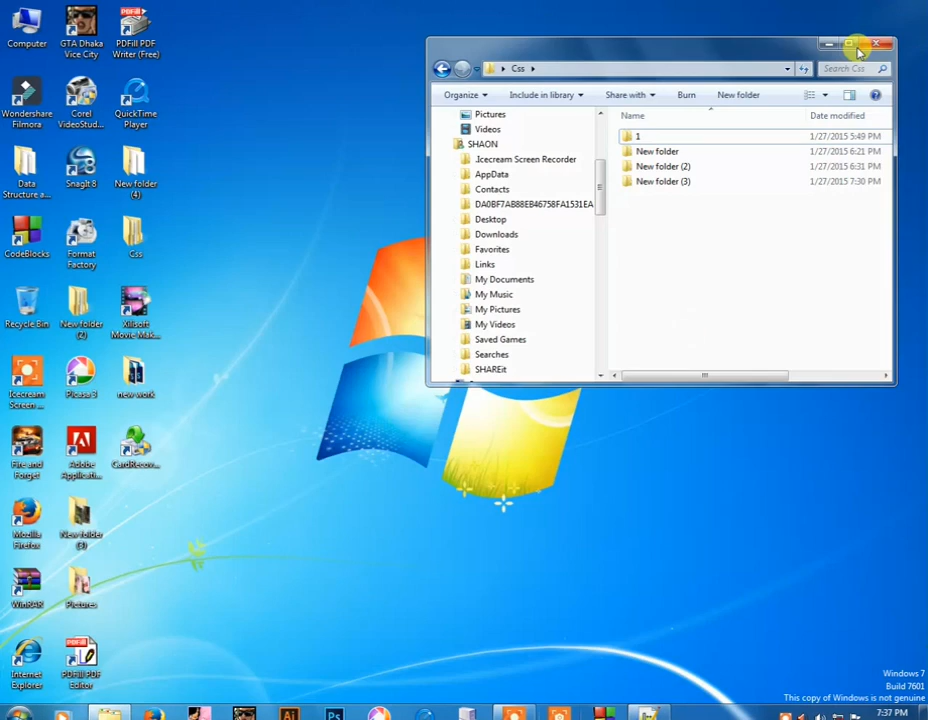 Computer
GTA Dhaka
Vice City
PDFill PDF
Writer (Free)
Wondershare
Filmora
Corel
VideoStud...
QuickTime
Player
Data
Structure a...
SnagIt 8
New folder
(4)
CodeBlocks
Format
Factory
Css
Recycle Bin
New folder
(2)
Xilisoft
Movie Mak...
Icecream
Screen ...
Picasa 3
new work
Fire and
Forget
Adobe
Applicati...
CardRecov...
Mozilla
Firefox
New folder
(3)
WinRAR
Pictures
Internet
Explorer
PDFill PDF
Editor
Css
Search Css
Organize
Include in library
Share with
Burn
New folder
Pictures
Videos
SHAON
.Icecream Screen Recorder
AppData
Contacts
DA0BF7AB88EB46758FA1531EA
Desktop
Downloads
Favorites
Links
My Documents
My Music
My Pictures
My Videos
Saved Games
Searches
SHAREit
Name
Date modified
1
1/27/2015 5:49 PM
New folder
1/27/2015 6:21 PM
New folder (2)
1/27/2015 6:31 PM
New folder (3)
1/27/2015 7:30 PM
Windows 7
Build 7601
This copy of Windows is not genuine
Ai
Ps
7:37 PM